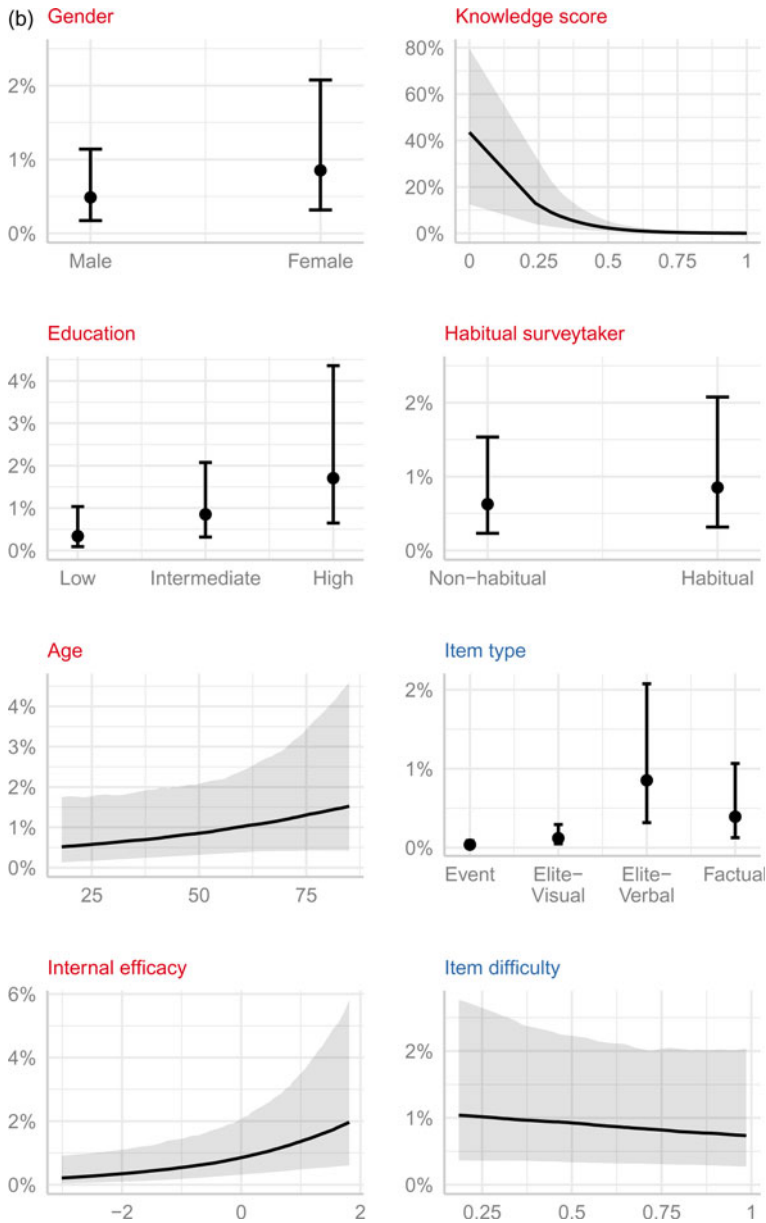 (b) Gender
2%
1%
0%
Male Female
Knowledge score
80%
60%
40%
20%
0%
0 0.25 0.5 0.75 1
Education
4%
3%
2%
1%
0%
Low Intermediate High
Habitual surveytaker
2%
1%
0%
Non−habitual Habitual
Age
4%
3%
2%
1%
0%
25 50 75
Item type
2%
1%
0%
Event Elite− Elite− Factual
Visual Verbal
Internal efficacy
6%
4%
2%
0%
−2 0 2
Item difficulty
2%
1%
0%
0.25 0.5 0.75 1